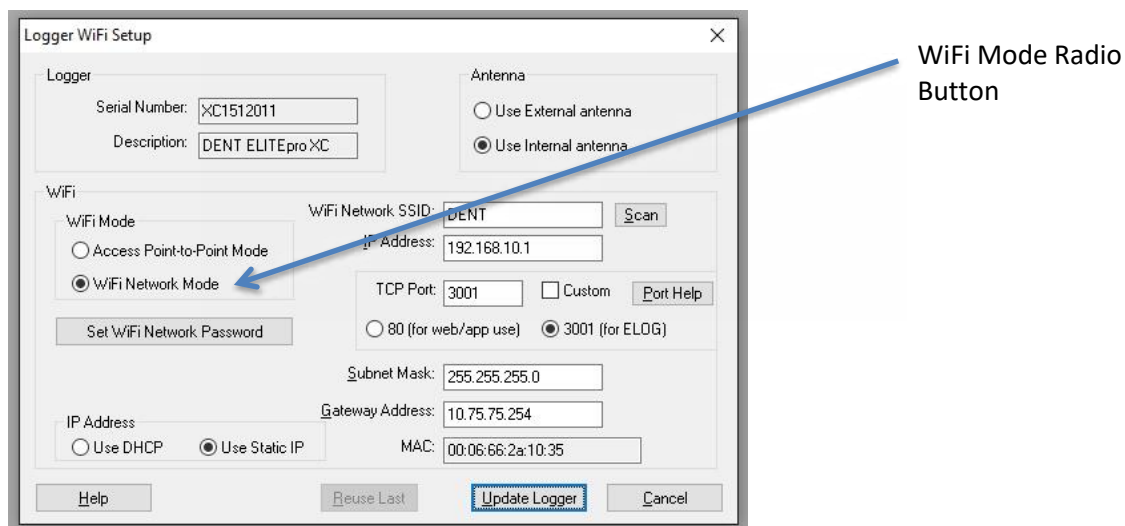 Logger WiFi Setup
WiFi Mode Radio
Button
Logger
Serial Number: XC1512011
Description: DENT ELITEpro XC
Antenna
Use External antenna
Use Internal antenna
WiFi
WiFi Mode
Access Point-to-Point Mode
WiFi Network Mode
Set WiFi Network Password
WiFi Network SSID: DENT Scan
IP Address: 192.168.10.1
TCP Port: 3001 Custom Port Help
80 (for web/app use) 3001 (for ELOG)
Subnet Mask: 255.255.255.0
Gateway Address: 10.75.75.254
MAC: 00:06:66:2a:10:35
IP Address
Use DHCP Use Static IP
Help Reuse Last Update Logger Cancel